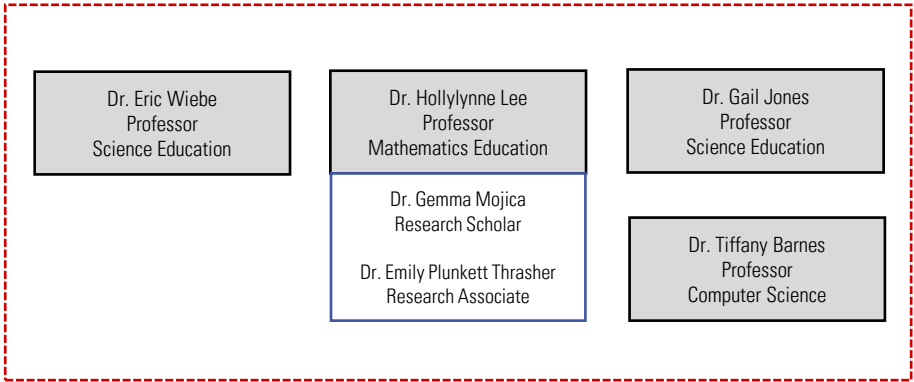 Dr. Eric Wiebe
Professor
Science Education
Dr. Hollylynne Lee
Professor
Mathematics Education
Dr. Gemma Mojica
Research Scholar
Dr. Emily Plunkett Thrasher
Research Associate
Dr. Gail Jones
Professor
Science Education
Dr. Tiffany Barnes
Professor
Computer Science